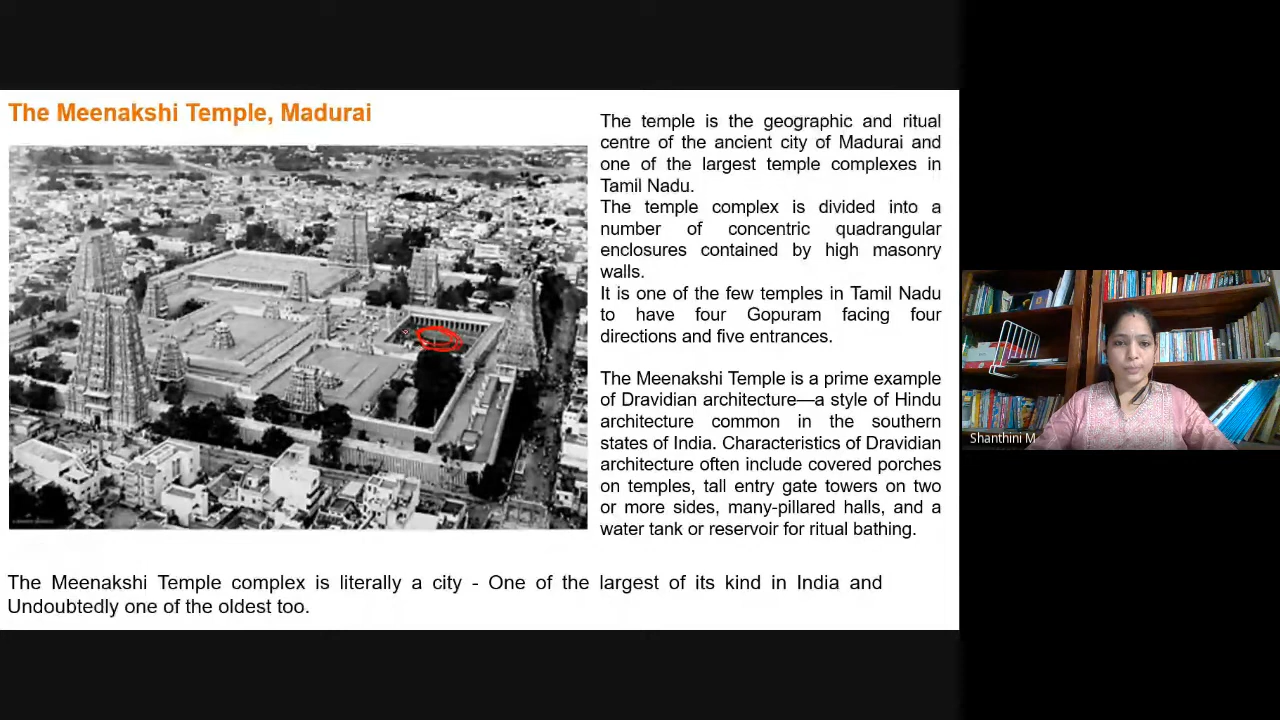 The Meenakshi Temple, Madurai
The temple is the geographic and ritual
centre of the ancient city of Madurai and
one of the largest temple complexes in
Tamil Nadu.
The temple complex is divided into a
number of concentric quadrangular
enclosures contained by high masonry
walls.
It is one of the few temples in Tamil Nadu
to have four Gopuram facing four
directions and five entrances.
The Meenakshi Temple is a prime example
of Dravidian architecture—a style of Hindu
architecture common in the southern
states of India. Characteristics of Dravidian
architecture often include covered porches
on temples, tall entry gate towers on two
or more sides, many-pillared halls, and a
water tank or reservoir for ritual bathing.
The Meenakshi Temple complex is literally a city - One of the largest of its kind in India and
Undoubtedly one of the oldest too.
Shanthini M